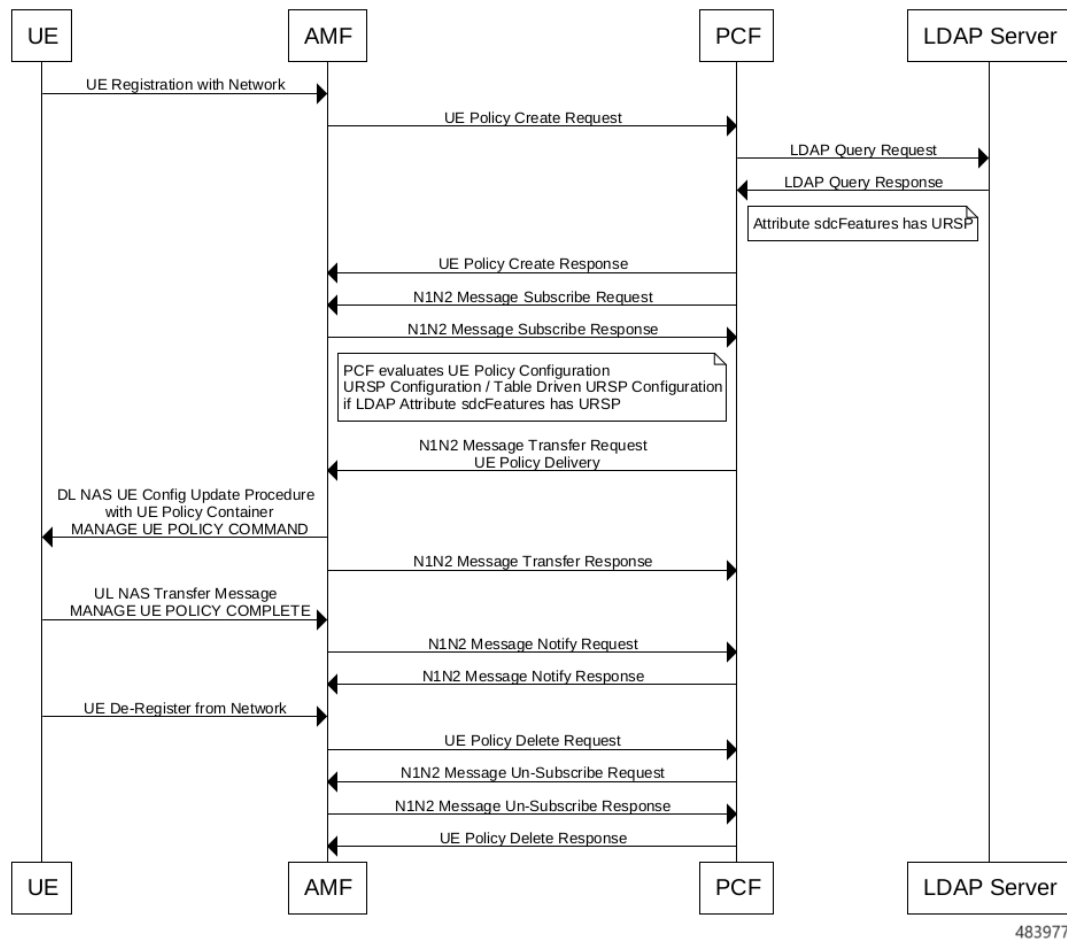 UE
AMF
PCF
LDAP Server
UE Registration with Network
UE Policy Create Request
LDAP Query Request
LDAP Query Response
Attribute sdcFeatures has URSP
UE Policy Create Response
N1N2 Message Subscribe Request
N1N2 Message Subscribe Response
PCF evaluates UE Policy Configuration
URSP Configuration / Table Driven URSP Configuration
if LDAP Attribute sdcFeatures has URSP
N1N2 Message Transfer Request
UE Policy Delivery
DL NAS UE Config Update Procedure
with UE Policy Container
MANAGE UE POLICY COMMAND
N1N2 Message Transfer Response
UL NAS Transfer Message
MANAGE UE POLICY COMPLETE
N1N2 Message Notify Request
N1N2 Message Notify Response
UE De-Register from Network
UE Policy Delete Request
N1N2 Message Un-Subscribe Request
N1N2 Message Un-Subscribe Response
UE Policy Delete Response
UE
AMF
PCF
LDAP Server
483977